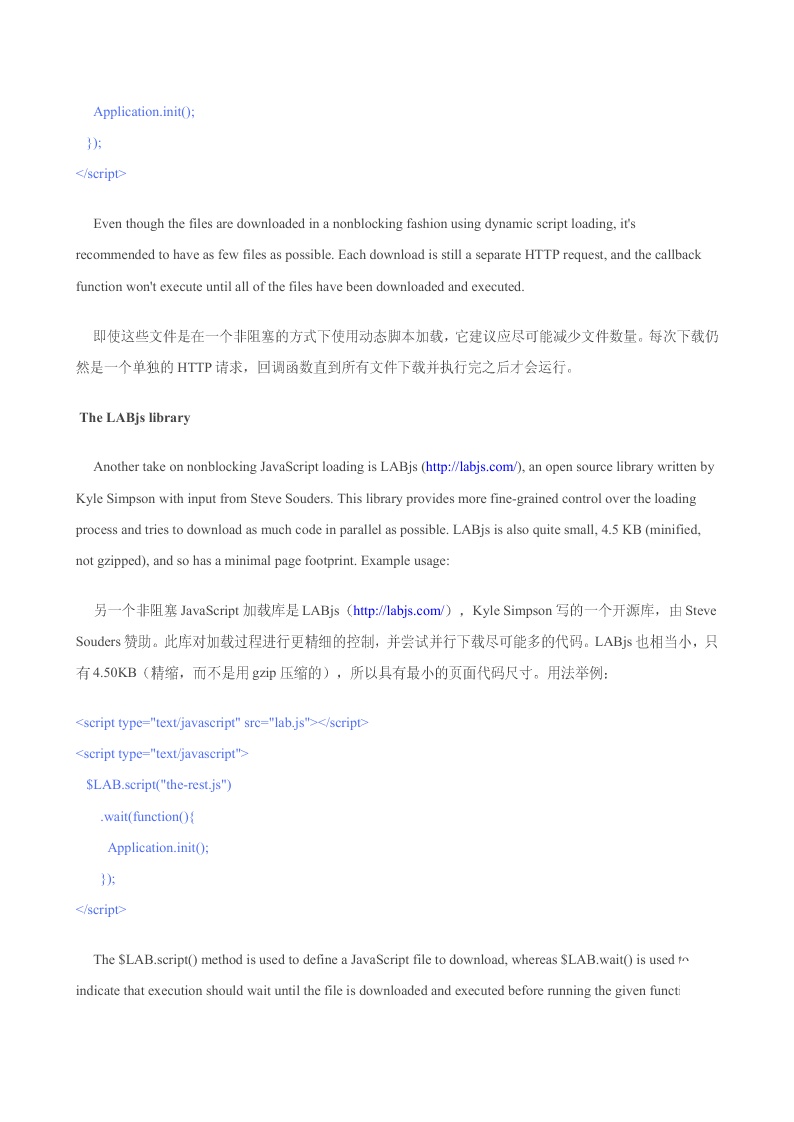 Application.init();
});
</script>
Even though the files are downloaded in a nonblocking fashion using dynamic script loading, it's
recommended to have as few files as possible. Each download is still a separate HTTP request, and the callback
function won't execute until all of the files have been downloaded and executed.
即使这些文件是在一个非阻塞的方式下使用动态脚本加载，它建议应尽可能减少文件数量。每次下载仍
然是一个单独的 HTTP 请求，回调函数直到所有文件下载并执行完之后才会运行。
The LABjs library
Another take on nonblocking JavaScript loading is LABjs (http://labjs.com/), an open source library written by
Kyle Simpson with input from Steve Souders. This library provides more fine-grained control over the loading
process and tries to download as much code in parallel as possible. LABjs is also quite small, 4.5 KB (minified,
not gzipped), and so has a minimal page footprint. Example usage:
另一个非阻塞 JavaScript 加载库是 LABjs（http://labjs.com/），Kyle Simpson 写的一个开源库，由 Steve
Souders 赞助。此库对加载过程进行更精细的控制，并尝试并行下载尽可能多的代码。LABjs 也相当小，只
有 4.50KB（精缩，而不是用 gzip 压缩的），所以具有最小的页面代码尺寸。用法举例：
<script type="text/javascript" src="lab.js"></script>
<script type="text/javascript">
$LAB.script("the-rest.js")
.wait(function(){
Application.init();
});
</script>
The $LAB.script() method is used to define a JavaScript file to download, whereas $LAB.wait() is used
indicate that execution should wait until the file is downloaded and executed before running the given